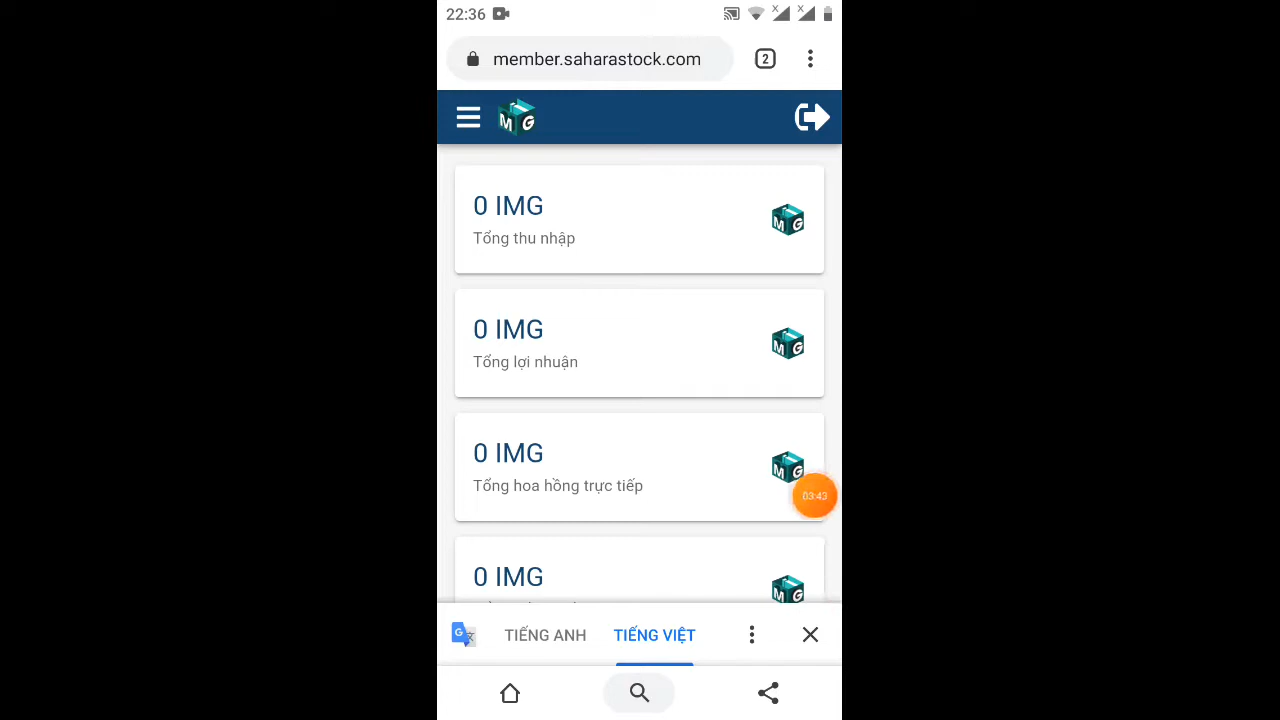 22:36
member.saharastock.com
2
M G
0 IMG
Tổng thu nhập
M G
0 IMG
Tổng lợi nhuận
M G
0 IMG
Tổng hoa hồng trực tiếp
M G
03:43
0 IMG
M G
TIẾNG ANH
TIẾNG VIỆT